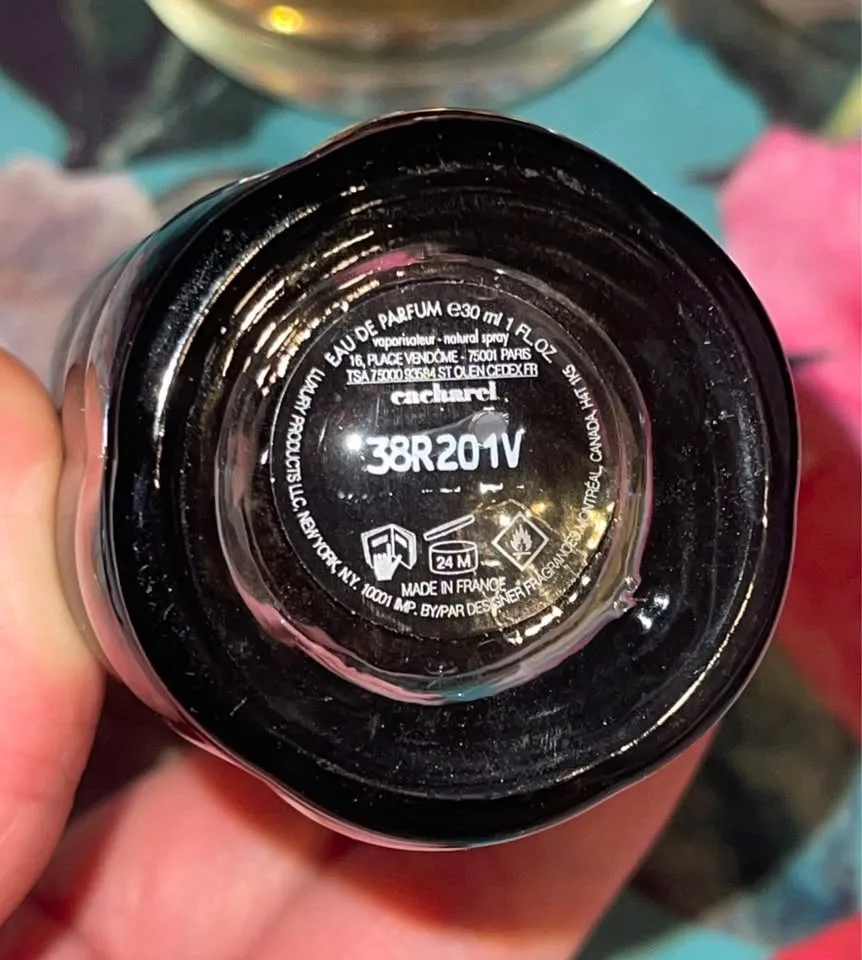 EAU DE PARFUM e30 ml 1 FL.OZ
vaporisateur - natural spray
16, PLACE VENDÔME - 75001 PARIS
TSA 75000 93584 ST OUEN CEDEX FR
cacharel
38R201V
24 M
MADE IN FRANCE
LUXURY PRODUCTS LLC, NEW YORK, N.Y. 10001 IMP. BY/PAR DESIGNER FRAGRANCES, MONTRÉAL, CANADA, H4T 1K5